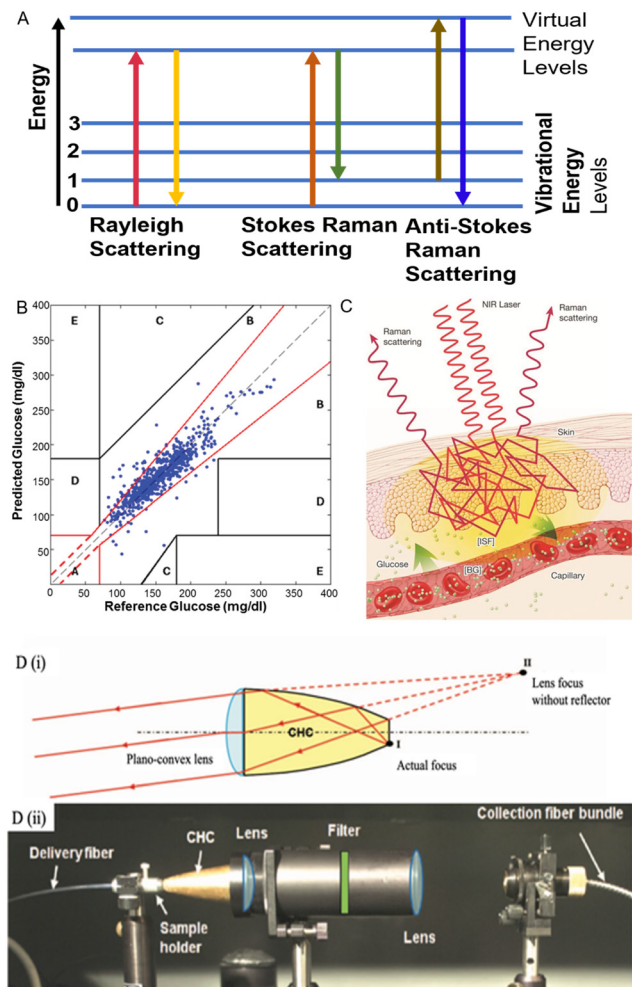 A
Energy
3
2
1
0
Virtual
Energy
Levels
Vibrational
Energy
Levels
Rayleigh
Scattering
Stokes Raman
Scattering
Anti-Stokes
Raman
Scattering
B
Predicted Glucose (mg/dl)
400
350
300
250
200
150
100
50
E
C
B
B
D
D
A
C
E
0
50
100
150
200
250
300
350
400
Reference Glucose (mg/dl)
C
NIR Laser
Raman
scattering
Raman
scattering
Skin
[ISF]
Glucose
[BG]
Capillary
D (i)
II
Lens focus
without reflector
CHC
Plano-convex lens
I
Actual focus
D (ii)
Delivery fiber
CHC
Lens
Filter
Collection fiber bundle
Sample
holder
Lens